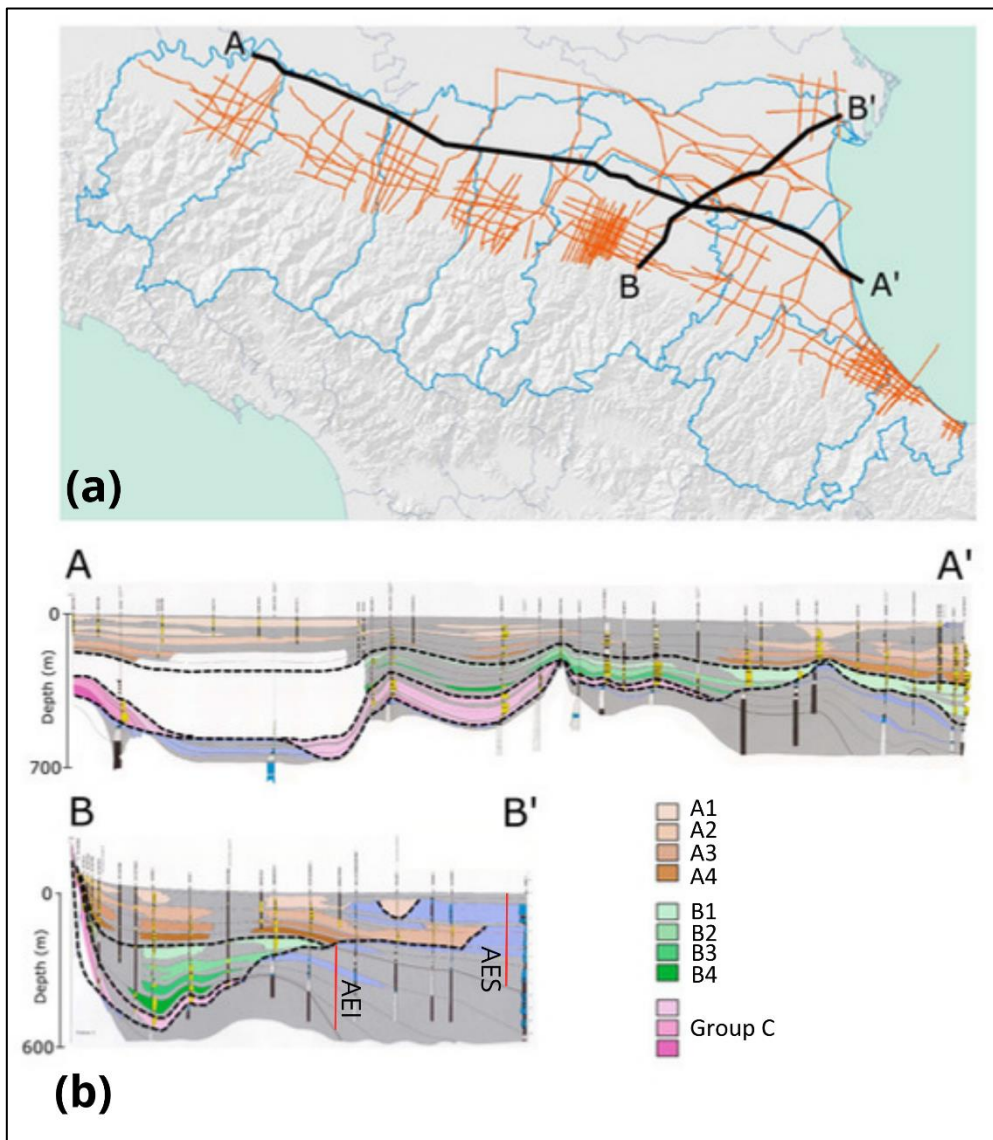 A
B'
B
A'
(a)
A
A'
0
Depth (m)
700
B
B'
0
Depth (m)
600
AEI
AES
A1
A2
A3
A4
B1
B2
B3
B4
Group C
(b)